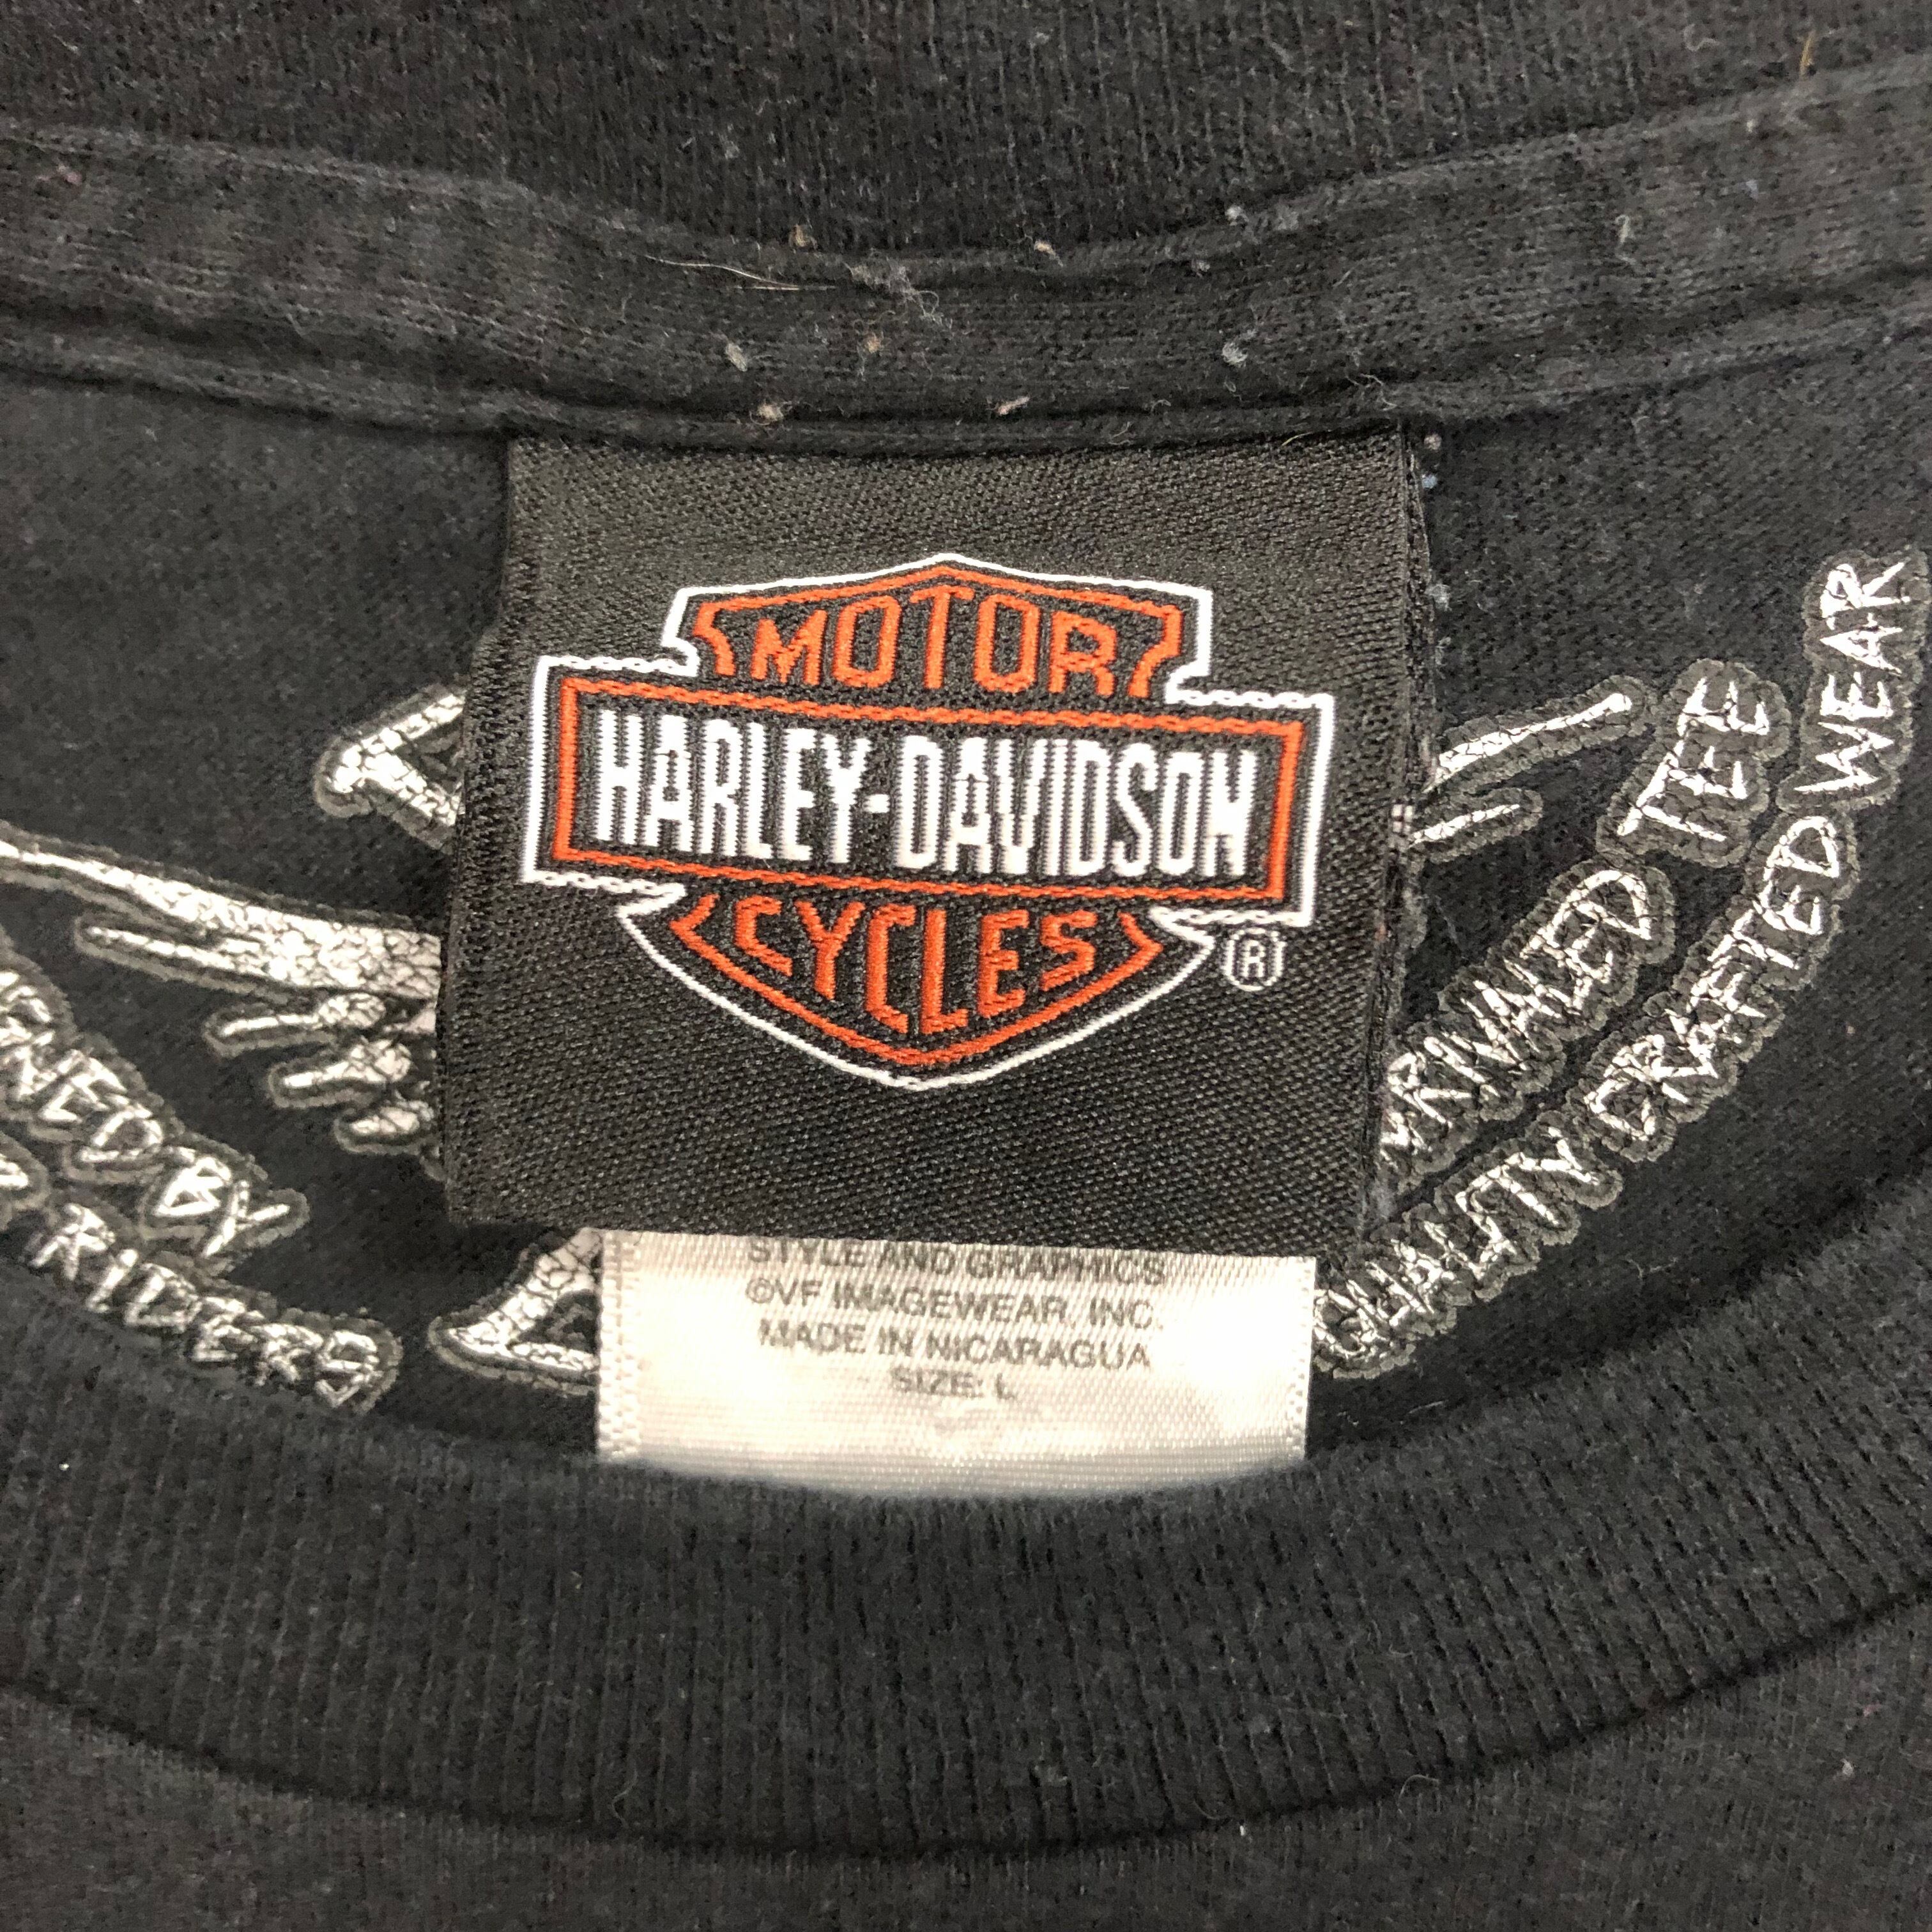 MOTOR
HARLEY-DAVIDSON
CYCLES
®
STYLE AND GRAPHICS
©VF IMAGEWEAR, INC.
MADE IN NICARAGUA
SIZE: L
BY
RIDERS
TEE
QUALITY CRAFTED WEAR